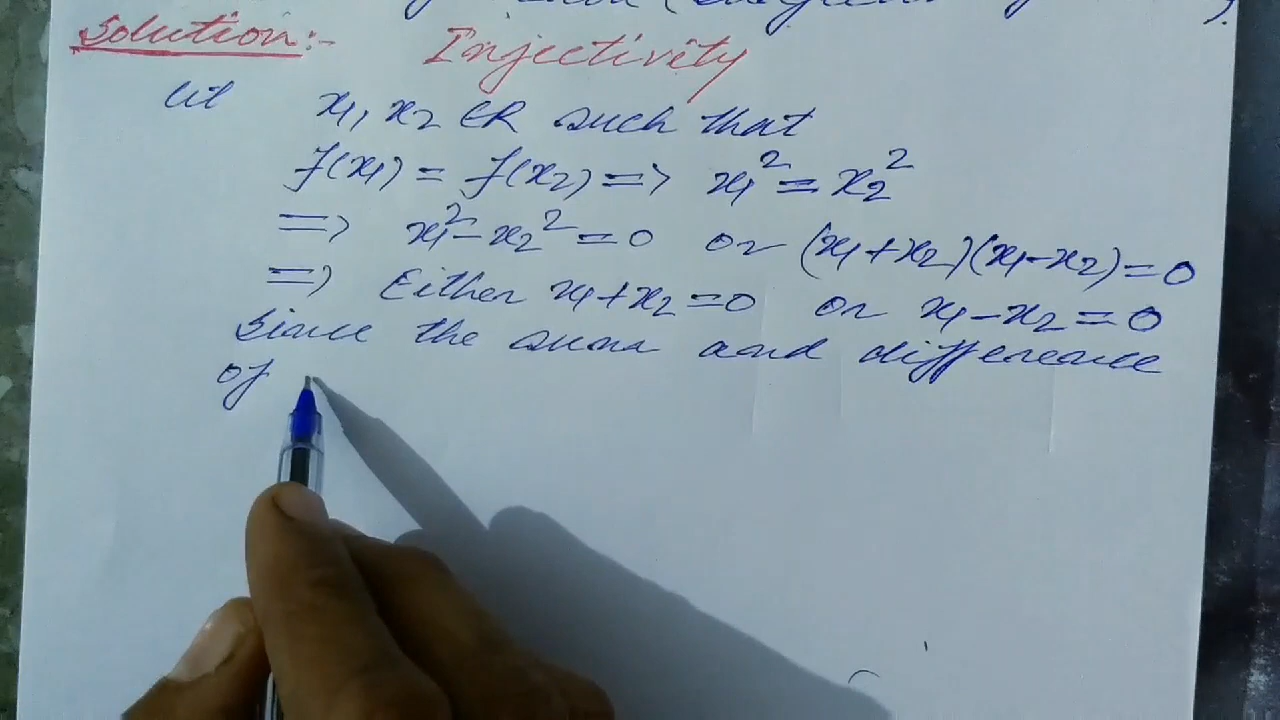 Solution:- Injectivity
let x₁, x₂ ∈ R such that
f(x₁) = f(x₂) => x₁² = x₂²
=> x₁² - x₂² = 0 or (x₁+x₂)(x₁-x₂) = 0
=> Either x₁+x₂ = 0 or x₁-x₂ = 0
Since the sum and difference
of